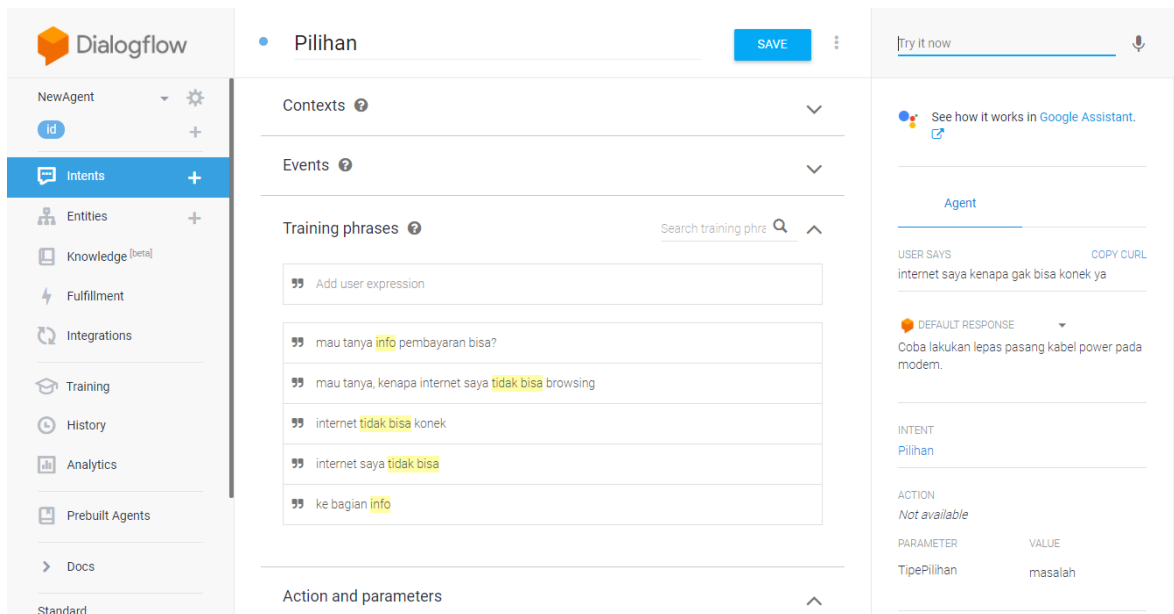 Dialogflow
NewAgent
id
Intents
Entities
Knowledge [beta]
Fulfillment
Integrations
Training
History
Analytics
Prebuilt Agents
Docs
Standard
Pilihan
SAVE
Contexts
Events
Training phrases
Search training phra
Add user expression
mau tanya info pembayaran bisa?
mau tanya, kenapa internet saya tidak bisa browsing
internet tidak bisa konek
internet saya tidak bisa
ke bagian info
Action and parameters
Try it now
See how it works in Google Assistant.
Agent
USER SAYS COPY CURL
internet saya kenapa gak bisa konek ya
DEFAULT RESPONSE
Coba lakukan lepas pasang kabel power pada
modem.
INTENT
Pilihan
ACTION
Not available
PARAMETER VALUE
TipePilihan masalah